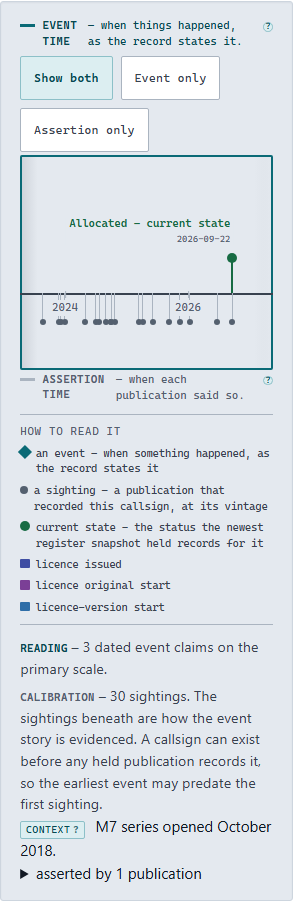 EVENT TIME – when things happened, as the record states it. ?
Show both
Event only
Assertion only
Allocated – current state
2026-09-22
2024
2026
ASSERTION TIME – when each publication said so. ?
HOW TO READ IT
an event – when something happened, as
the record states it
a sighting – a publication that
recorded this callsign, at its vintage
current state – the status the newest
register snapshot held records for it
licence issued
licence original start
licence-version start
READING – 3 dated event claims on the
primary scale.
CALIBRATION – 30 sightings. The
sightings beneath are how the event
story is evidenced. A callsign can exist
before any held publication records it,
so the earliest event may predate the
first sighting.
CONTEXT ? M7 series opened October
2018.
▶ asserted by 1 publication